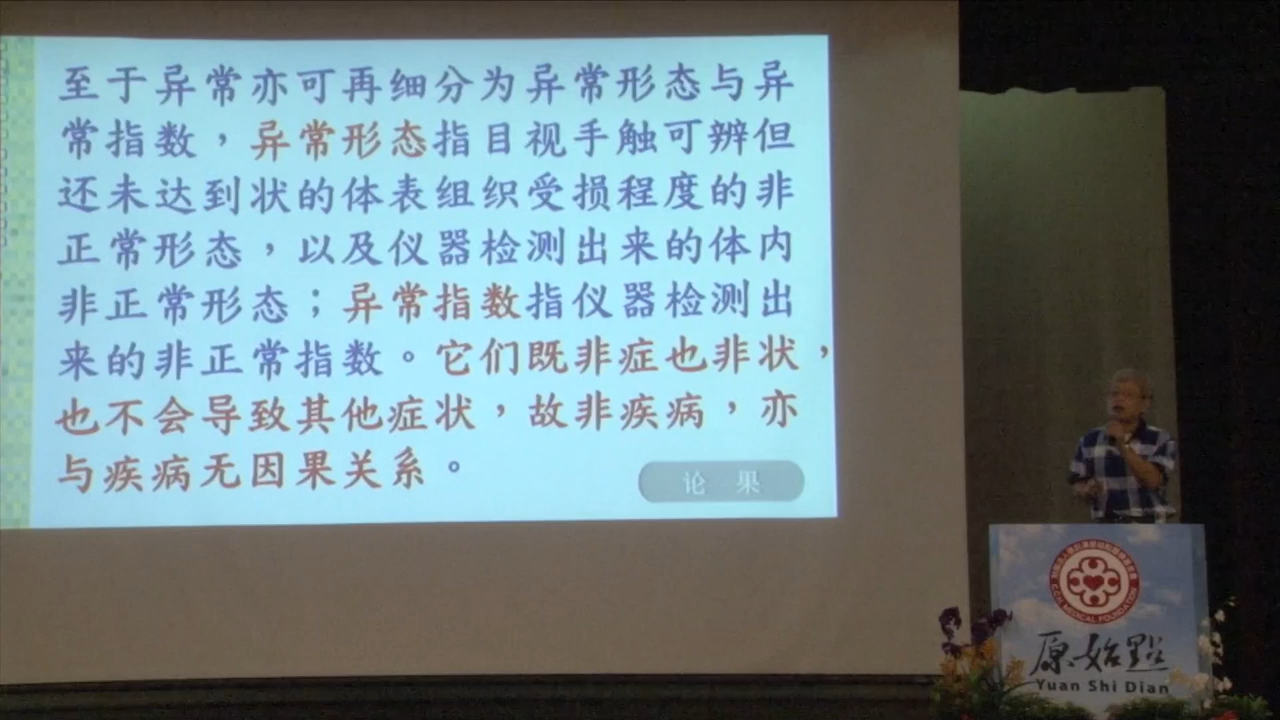 至于异常亦可再细分为异常形态与异
常指数，异常形态指目视手触可辨但
还未达到状的体表组织受损程度的非
正常形态，以及仪器检测出来的体内
非正常形态；异常指数指仪器检测出
来的非正常指数。它们既非症也非状，
也不会导致其他症状，故非疾病，亦
与疾病无因果关系。
论 果
MEDICAL FOUNDATION
原始點
Yuan Shi Dian